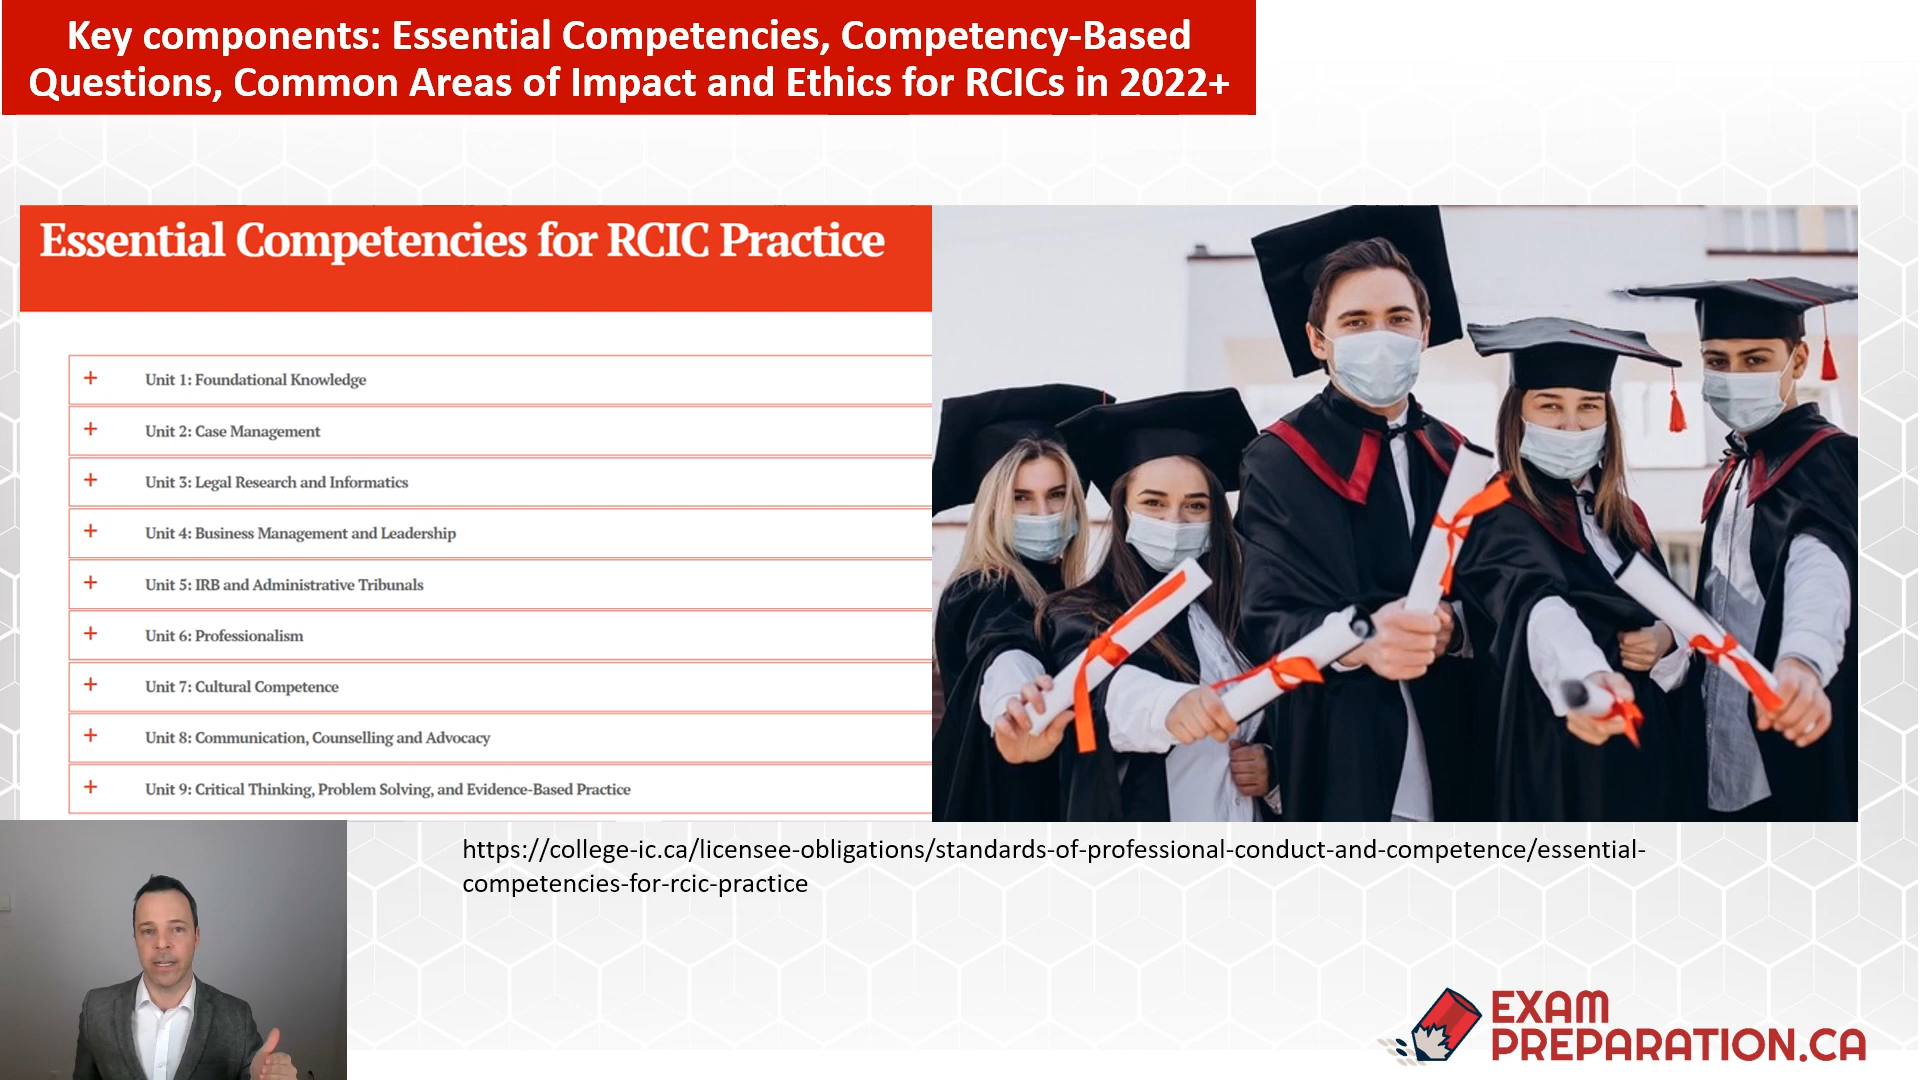 Key components: Essential Competencies, Competency-Based
Questions, Common Areas of Impact and Ethics for RCICs in 2022+
Essential Competencies for RCIC Practice
+ Unit 1: Foundational Knowledge
+ Unit 2: Case Management
+ Unit 3: Legal Research and Informatics
+ Unit 4: Business Management and Leadership
+ Unit 5: IRB and Administrative Tribunals
+ Unit 6: Professionalism
+ Unit 7: Cultural Competence
+ Unit 8: Communication, Counselling and Advocacy
+ Unit 9: Critical Thinking, Problem Solving, and Evidence-Based Practice
https://college-ic.ca/licensee-obligations/standards-of-professional-conduct-and-competence/essential-
competencies-for-rcic-practice
EXAM
PREPARATION.CA